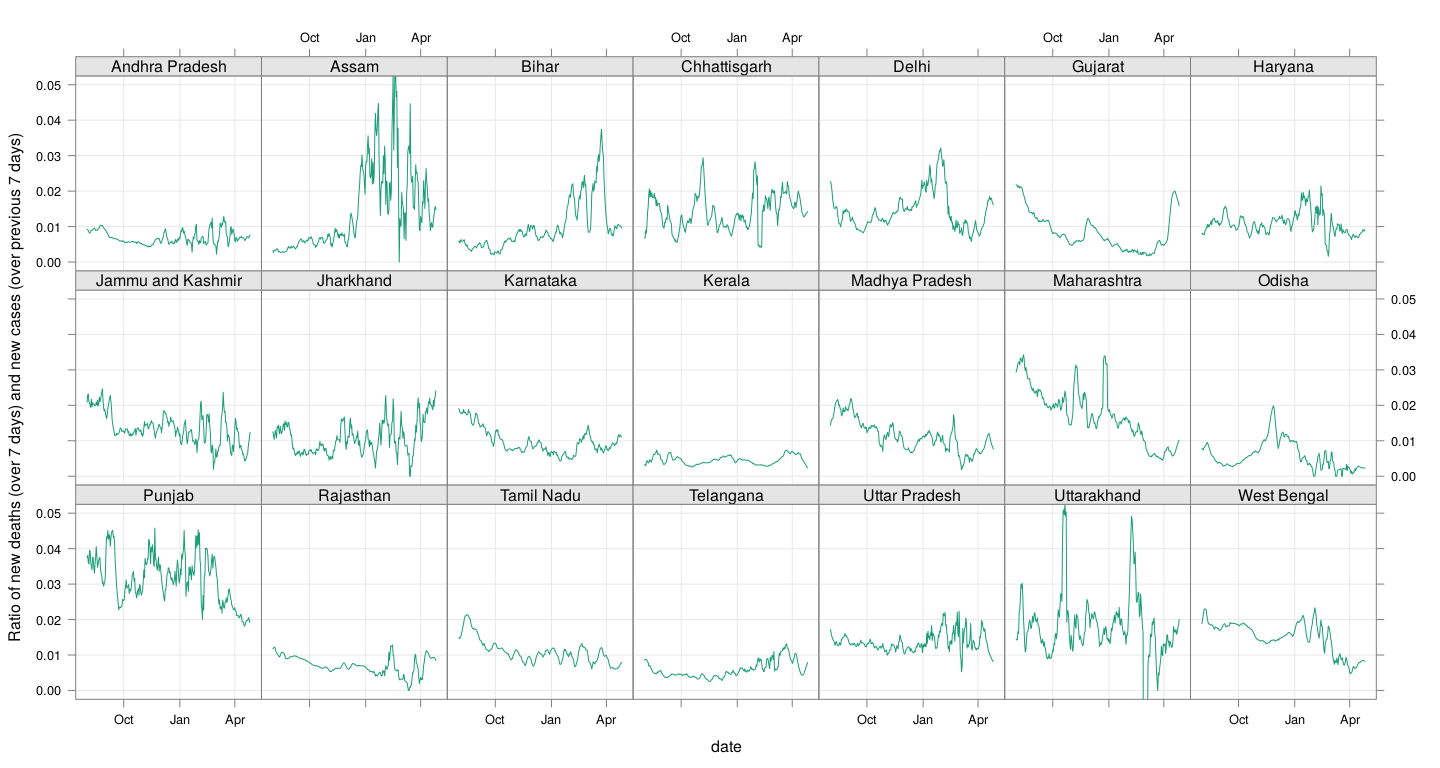 Oct Jan Apr Oct Jan Apr Oct Jan Apr
Andhra Pradesh Assam Bihar Chhattisgarh Delhi Gujarat Haryana
0.05
0.04
0.03
0.02
0.01
0.00
Jammu and Kashmir Jharkhand Karnataka Kerala Madhya Pradesh Maharashtra Odisha
0.05
0.04
0.03
0.02
0.01
0.00
Punjab Rajasthan Tamil Nadu Telangana Uttar Pradesh Uttarakhand West Bengal
0.05
0.04
0.03
0.02
0.01
0.00
Oct Jan Apr Oct Jan Apr Oct Jan Apr Oct Jan Apr
date
Ratio of new deaths (over 7 days) and new cases (over previous 7 days)